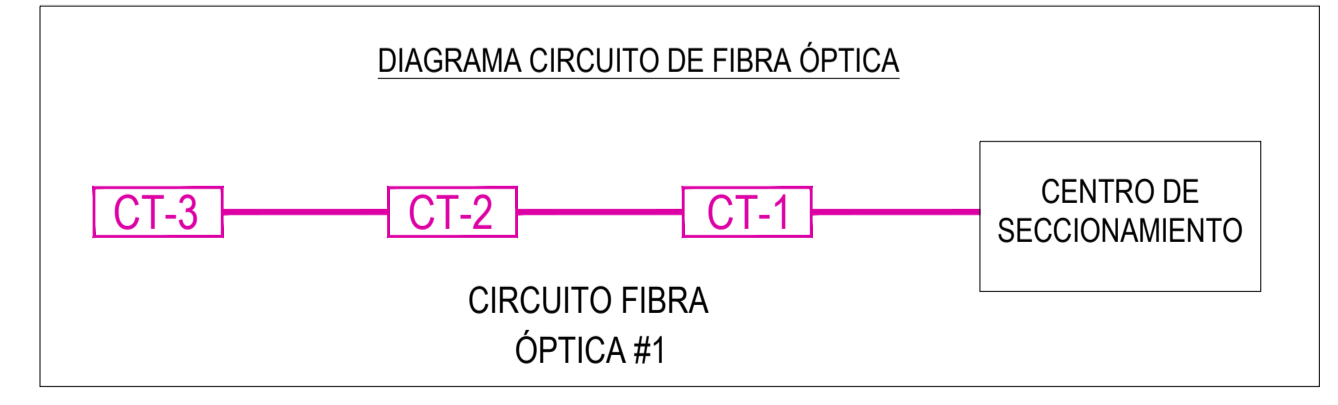 DIAGRAMA CIRCUITO DE FIBRA ÓPTICA
CT-3
CT-2
CT-1
CENTRO DE
SECCIONAMIENTO
CIRCUITO FIBRA
ÓPTICA #1